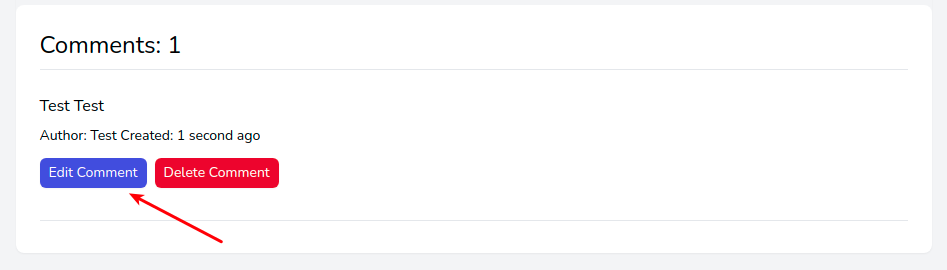 Comments: 1
Test Test
Author: Test Created: 1 second ago
Edit Comment Delete Comment